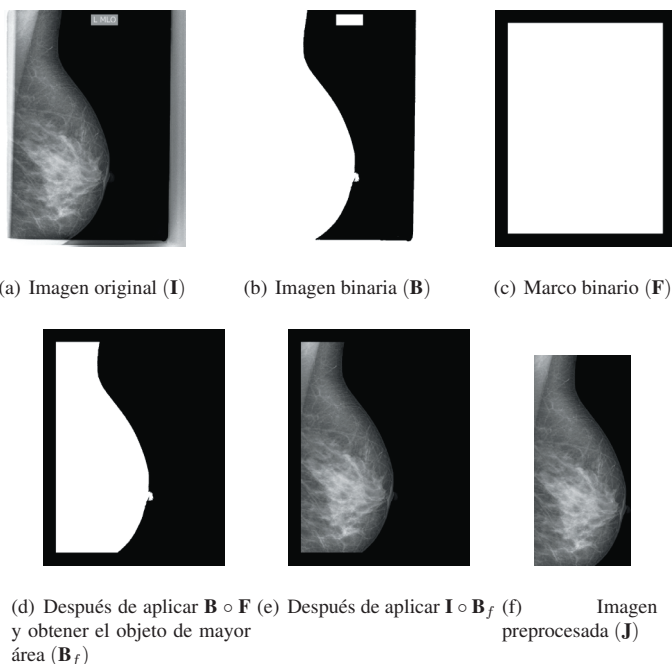 L MLO
(a) Imagen original (I)
(b) Imagen binaria (B)
(c) Marco binario (F)
(d) Después de aplicar B ∘ F
y obtener el objeto de mayor
área (B_f)
(e) Después de aplicar I ∘ B_f
(f) Imagen
preprocesada (J)